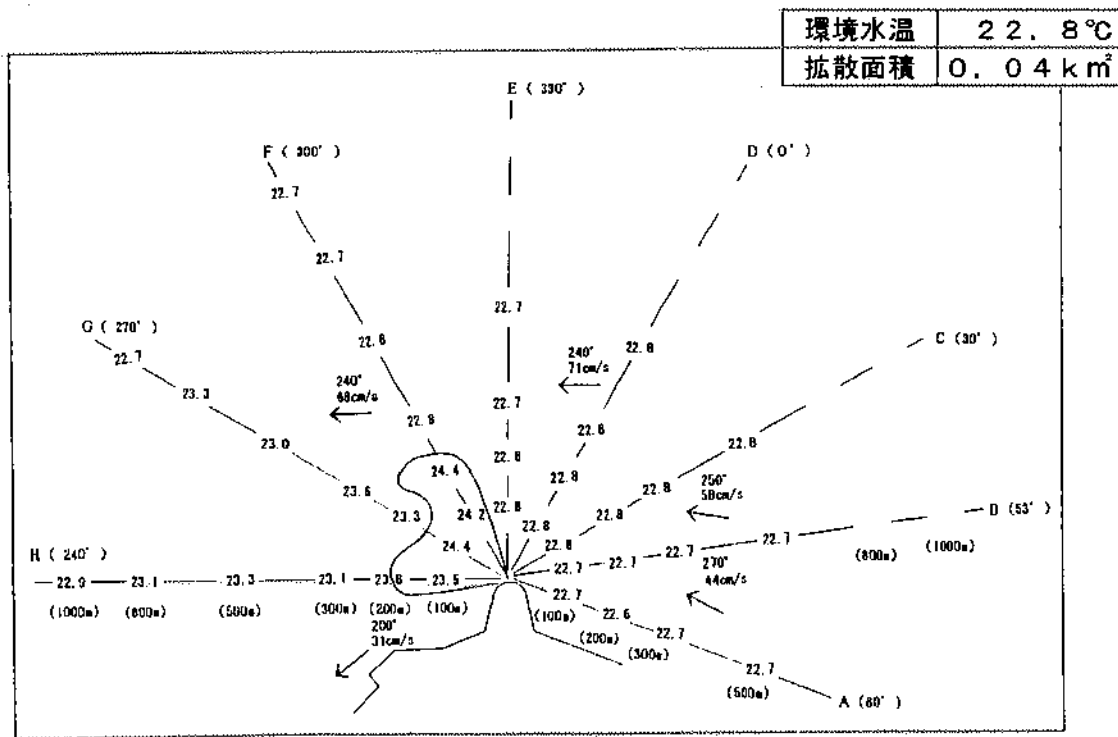 環境水温 22.8℃
拡散面積 0.04km²
E (330°)
F (300°)
D (0°)
22.7
22.7
22.7
G (270°)
22.7
22.8
22.8
C (30°)
23.3
240°
68cm/s
240°
71cm/s
22.7
22.8
22.8
22.8
23.0
24.4
22.8
22.8
250°
58cm/s
23.6
22.8
23.3
24.2
22.8
22.8
22.8
B (53°)
H (240°)
24.4
22.8
22.7
22.7
22.7
22.7
(800m)
(1000m)
22.9
23.1
23.3
23.1
23.6
23.5
22.7
270°
44cm/s
(1000m)
(800m)
(500m)
(300m)
(200m)
(100m)
(100m)
22.6
200°
31cm/s
(200m)
22.7
(300m)
22.7
(500m)
A (80°)